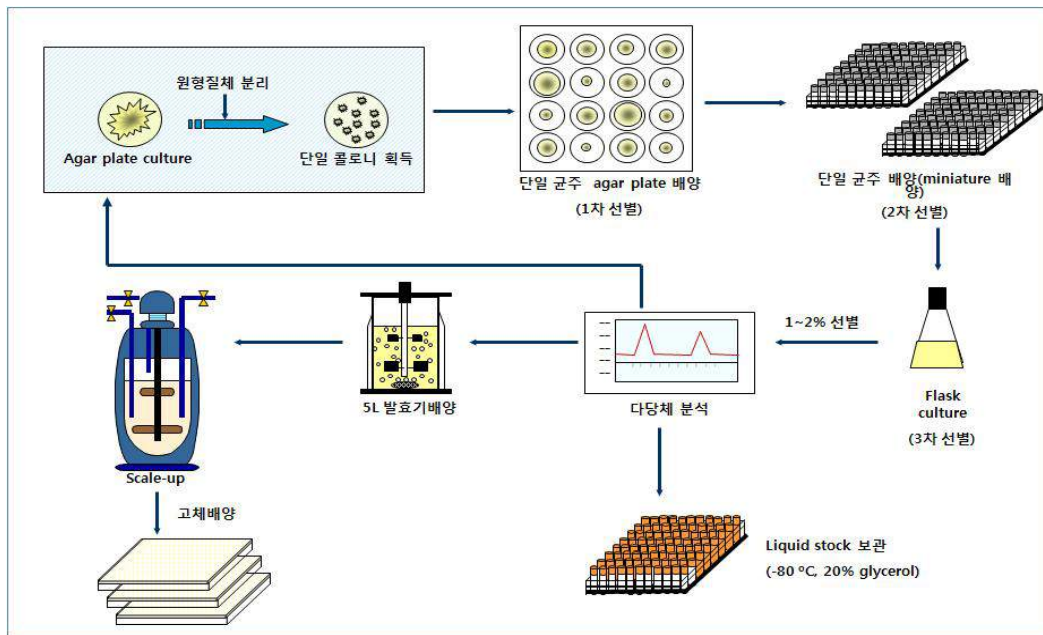 원형질체 분리
Agar plate culture
단일 콜로니 획득
단일 균주 agar plate 배양
(1차 선별)
단일 균주 배양(miniature 배
양)
(2차 선별)
1~2% 선별
Flask
culture
(3차 선별)
다당체 분석
5L 발효기배양
Scale-up
고체배양
Liquid stock 보관
(-80 ºC, 20% glycerol)